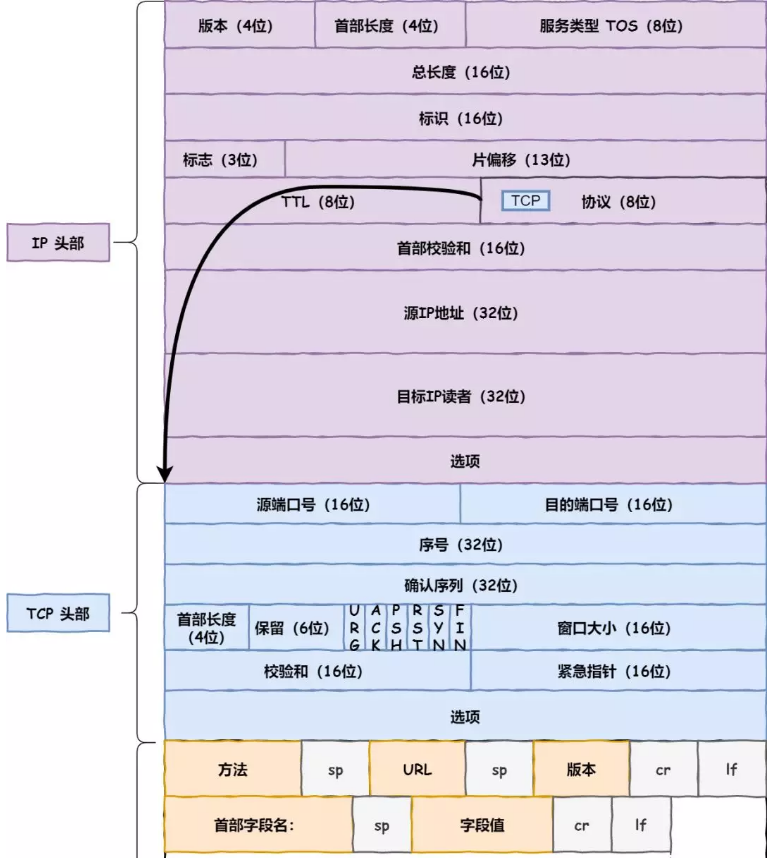 版本（4位） 首部长度（4位） 服务类型 TOS（8位）
总长度（16位）
标识（16位）
标志（3位） 片偏移（13位）
TTL（8位） TCP 协议（8位）
IP 头部
首部校验和（16位）
源IP地址（32位）
目标IP读者（32位）
选项
源端口号（16位） 目的端口号（16位）
序号（32位）
确认序列（32位）
TCP 头部
首部长度（4位） 保留（6位） URG ACK PSH RST SYN FIN 窗口大小（16位）
校验和（16位） 紧急指针（16位）
选项
方法 sp URL sp 版本 cr lf
首部字段名： sp 字段值 cr lf